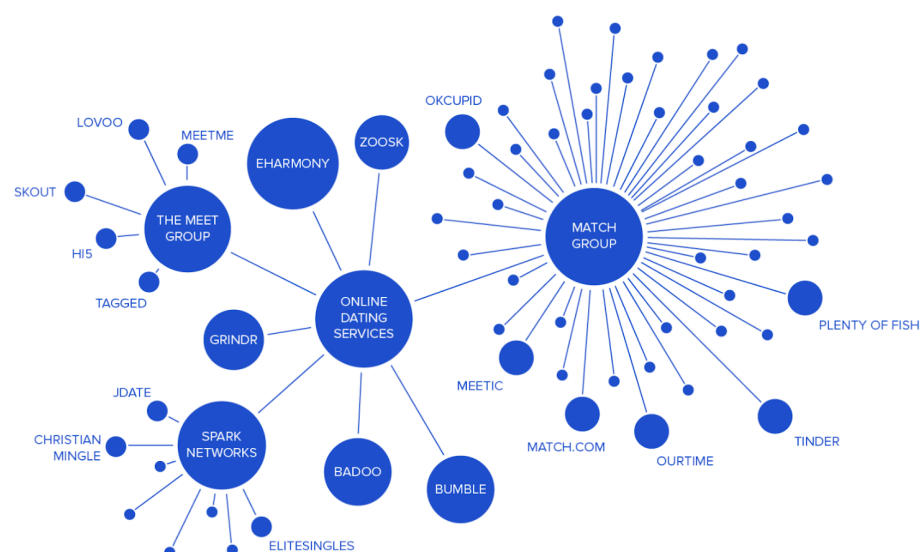 OKCUPID
LOVOO
MEETME
ZOOSK
EHARMONY
SKOUT
THE MEET
GROUP
MATCH
GROUP
HI5
TAGGED
ONLINE
DATING
SERVICES
PLENTY OF FISH
GRINDR
MEETIC
JDATE
CHRISTIAN
MINGLE
SPARK
NETWORKS
MATCH.COM
OURTIME
TINDER
BADOO
BUMBLE
ELITESINGLES